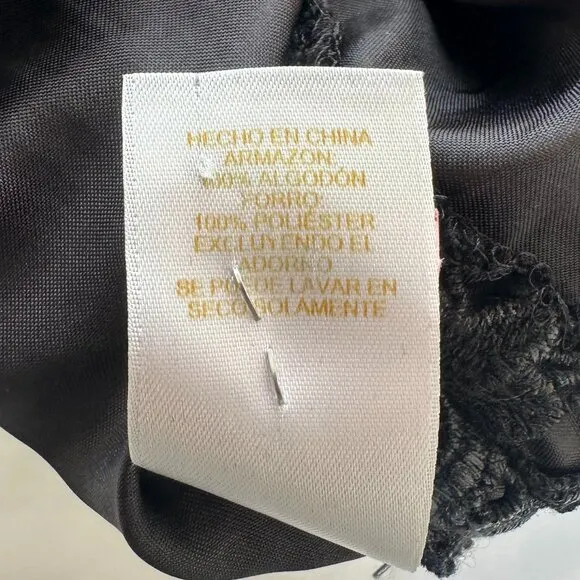 HECHO EN CHINA
ARMAZON
100% ALGODÓN
FORRO
100% POLIÉSTER
EXCLUYENDO EL
ADORNO
SE PUEDE LAVAR EN
SECO SOLAMENTE